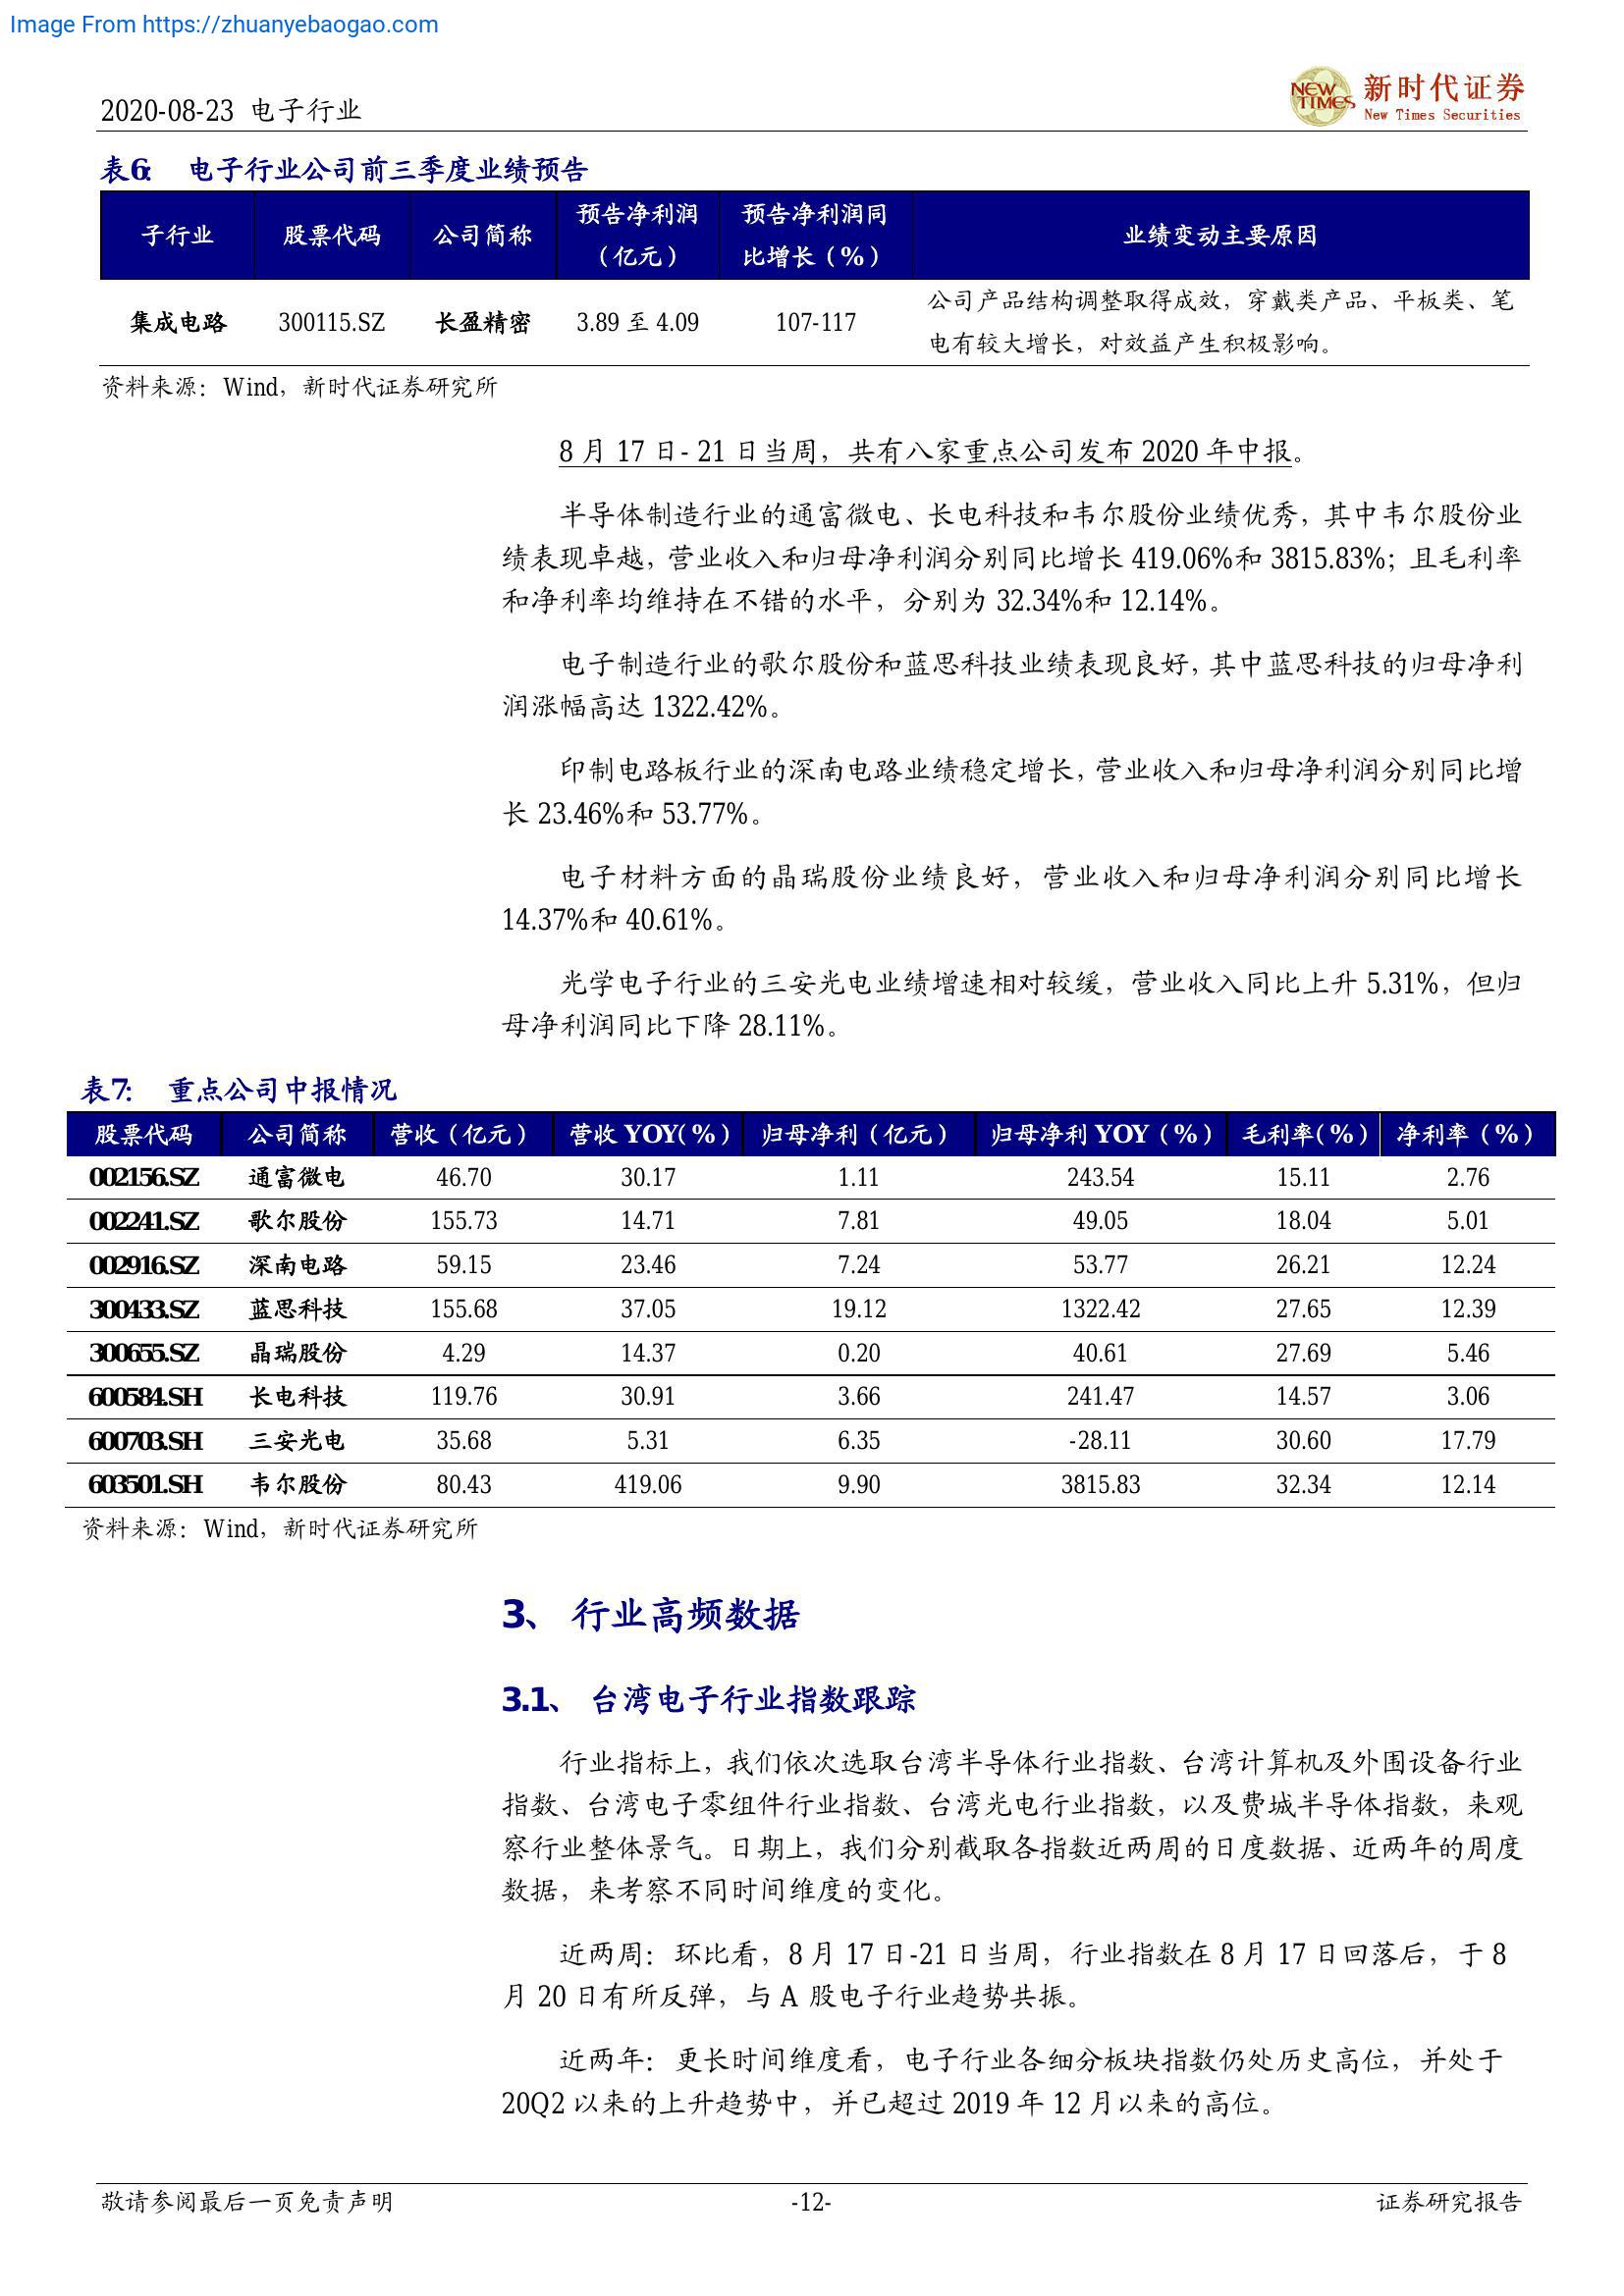 Image From https://zhuanyebaogao.com
2020-08-23 电子行业
NEW TIMES 新时代证券
New Times Securities
表6: 电子行业公司前三季度业绩预告
子行业 股票代码 公司简称 预告净利润（亿元） 预告净利润同比增长（%） 业绩变动主要原因
集成电路 300115.SZ 长盈精密 3.89 至 4.09 107-117 公司产品结构调整取得成效，穿戴类产品、平板类、笔
电有较大增长，对效益产生积极影响。
资料来源：Wind，新时代证券研究所
8 月 17 日- 21 日当周，共有八家重点公司发布 2020 年中报。
半导体制造行业的通富微电、长电科技和韦尔股份业绩优秀，其中韦尔股份业
绩表现卓越，营业收入和归母净利润分别同比增长 419.06%和 3815.83%；且毛利率
和净利率均维持在不错的水平，分别为 32.34%和 12.14%。
电子制造行业的歌尔股份和蓝思科技业绩表现良好，其中蓝思科技的归母净利
润涨幅高达 1322.42%。
印制电路板行业的深南电路业绩稳定增长，营业收入和归母净利润分别同比增
长 23.46%和 53.77%。
电子材料方面的晶瑞股份业绩良好，营业收入和归母净利润分别同比增长
14.37%和 40.61%。
光学电子行业的三安光电业绩增速相对较缓，营业收入同比上升 5.31%，但归
母净利润同比下降 28.11%。
表7: 重点公司中报情况
股票代码 公司简称 营收（亿元） 营收 YOY(%) 归母净利（亿元） 归母净利 YOY（%） 毛利率(%) 净利率（%）
002156.SZ 通富微电 46.70 30.17 1.11 243.54 15.11 2.76
002241.SZ 歌尔股份 155.73 14.71 7.81 49.05 18.04 5.01
002916.SZ 深南电路 59.15 23.46 7.24 53.77 26.21 12.24
300433.SZ 蓝思科技 155.68 37.05 19.12 1322.42 27.65 12.39
300655.SZ 晶瑞股份 4.29 14.37 0.20 40.61 27.69 5.46
600584.SH 长电科技 119.76 30.91 3.66 241.47 14.57 3.06
600703.SH 三安光电 35.68 5.31 6.35 -28.11 30.60 17.79
603501.SH 韦尔股份 80.43 419.06 9.90 3815.83 32.34 12.14
资料来源：Wind，新时代证券研究所
3、 行业高频数据
3.1、 台湾电子行业指数跟踪
行业指标上，我们依次选取台湾半导体行业指数、台湾计算机及外围设备行业
指数、台湾电子零组件行业指数、台湾光电行业指数，以及费城半导体指数，来观
察行业整体景气。日期上，我们分别截取各指数近两周的日度数据、近两年的周度
数据，来考察不同时间维度的变化。
近两周：环比看，8 月 17 日-21 日当周，行业指数在 8 月 17 日回落后，于 8
月 20 日有所反弹，与 A 股电子行业趋势共振。
近两年：更长时间维度看，电子行业各细分板块指数仍处历史高位，并处于
20Q2 以来的上升趋势中，并已超过 2019 年 12 月以来的高位。
敬请参阅最后一页免责声明 -12- 证券研究报告